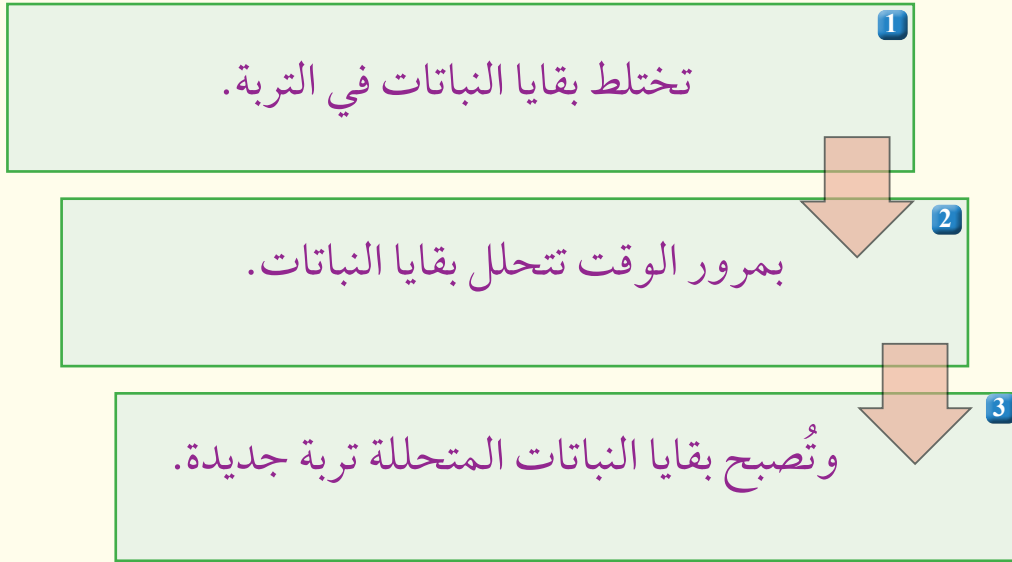 1
تختلط بقايا النباتات في التربة.
2
بمرور الوقت تتحلل بقايا النباتات.
3
وتُصبح بقايا النباتات المتحللة تربة جديدة.